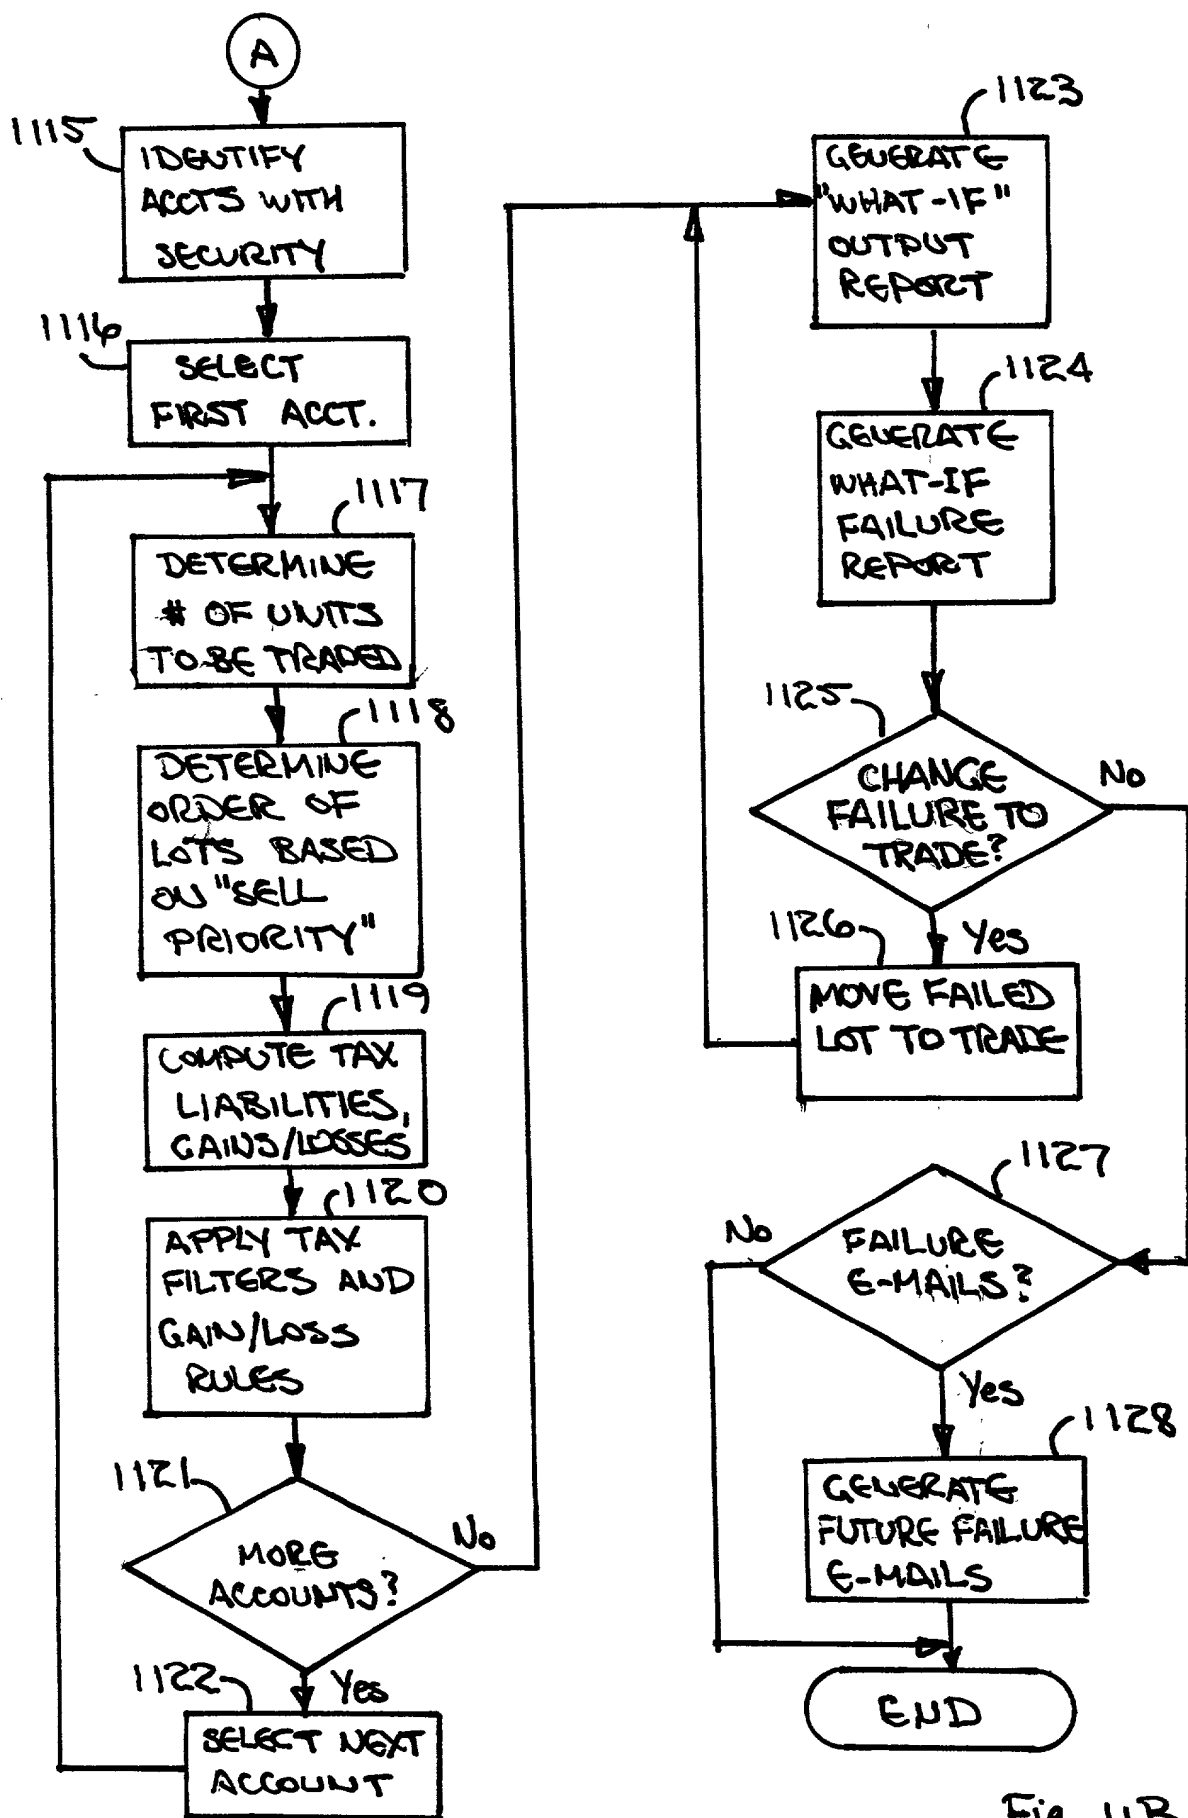 A
1115
IDENTIFY
ACCTS WITH
SECURITY
1116
SELECT
FIRST ACCT.
1117
DETERMINE
# OF UNITS
TO BE TRADED
1118
DETERMINE
ORDER OF
LOTS BASED
ON "SELL
PRIORITY"
1119
COMPUTE TAX
LIABILITIES,
GAINS/LOSSES
1120
APPLY TAX
FILTERS AND
GAIN/LOSS
RULES
1121
MORE
ACCOUNTS?
No
Yes
1122
SELECT NEXT
ACCOUNT
1123
GENERATE
"WHAT-IF"
OUTPUT
REPORT
1124
GENERATE
WHAT-IF
FAILURE
REPORT
1125
CHANGE
FAILURE TO
TRADE?
No
Yes
1126
MOVE FAILED
LOT TO TRADE
1127
FAILURE
E-MAILS?
No
Yes
1128
GENERATE
FUTURE FAILURE
E-MAILS
END
Fig. 11B